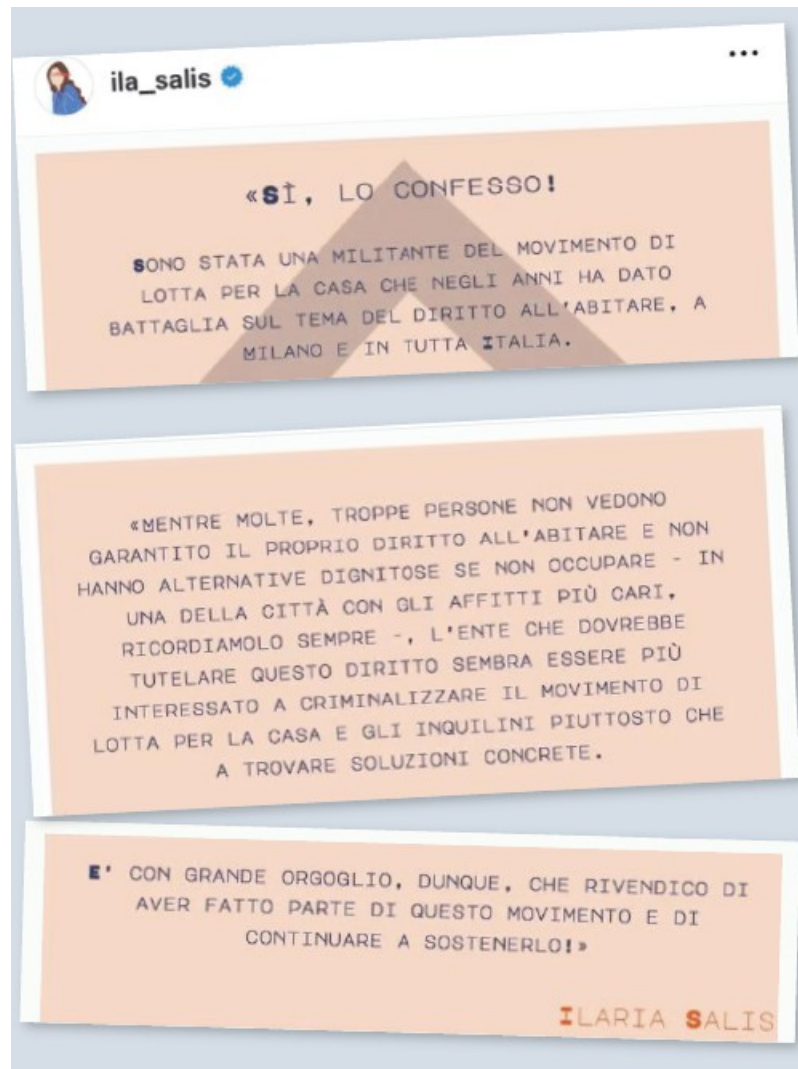 ila_salis
«SÌ, LO CONFESSO!
SONO STATA UNA MILITANTE DEL MOVIMENTO DI
LOTTA PER LA CASA CHE NEGLI ANNI HA DATO
BATTAGLIA SUL TEMA DEL DIRITTO ALL'ABITARE, A
MILANO E IN TUTTA ITALIA.
«MENTRE MOLTE, TROPPE PERSONE NON VEDONO
GARANTITO IL PROPRIO DIRITTO ALL'ABITARE E NON
HANNO ALTERNATIVE DIGNITOSE SE NON OCCUPARE - IN
UNA DELLA CITTÀ CON GLI AFFITTI PIÙ CARI,
RICORDIAMOLO SEMPRE -, L'ENTE CHE DOVREBBE
TUTELARE QUESTO DIRITTO SEMBRA ESSERE PIÙ
INTERESSATO A CRIMINALIZZARE IL MOVIMENTO DI
LOTTA PER LA CASA E GLI INQUILINI PIUTTOSTO CHE
A TROVARE SOLUZIONI CONCRETE.
E' CON GRANDE ORGOGLIO, DUNQUE, CHE RIVENDICO DI
AVER FATTO PARTE DI QUESTO MOVIMENTO E DI
CONTINUARE A SOSTENERLO!»
ILARIA SALIS